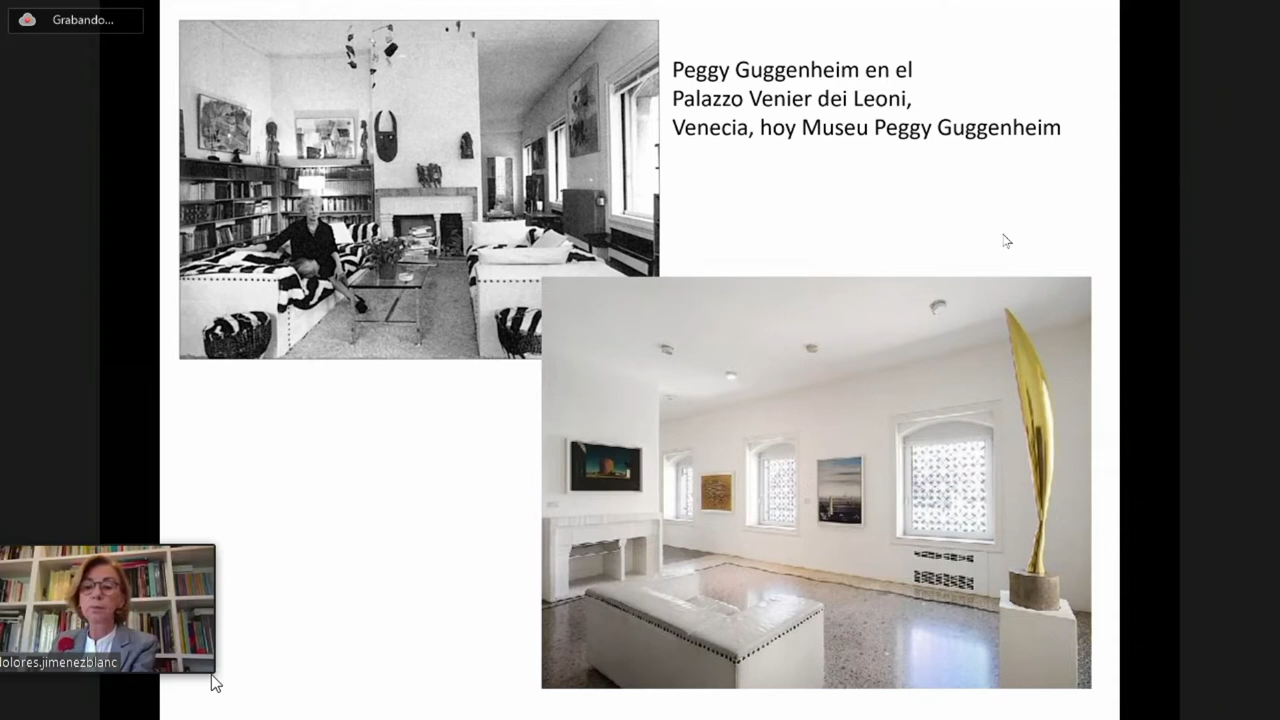 Grabando...
Peggy Guggenheim en el
Palazzo Venier dei Leoni,
Venecia, hoy Museu Peggy Guggenheim
dolores.jimenezblanc